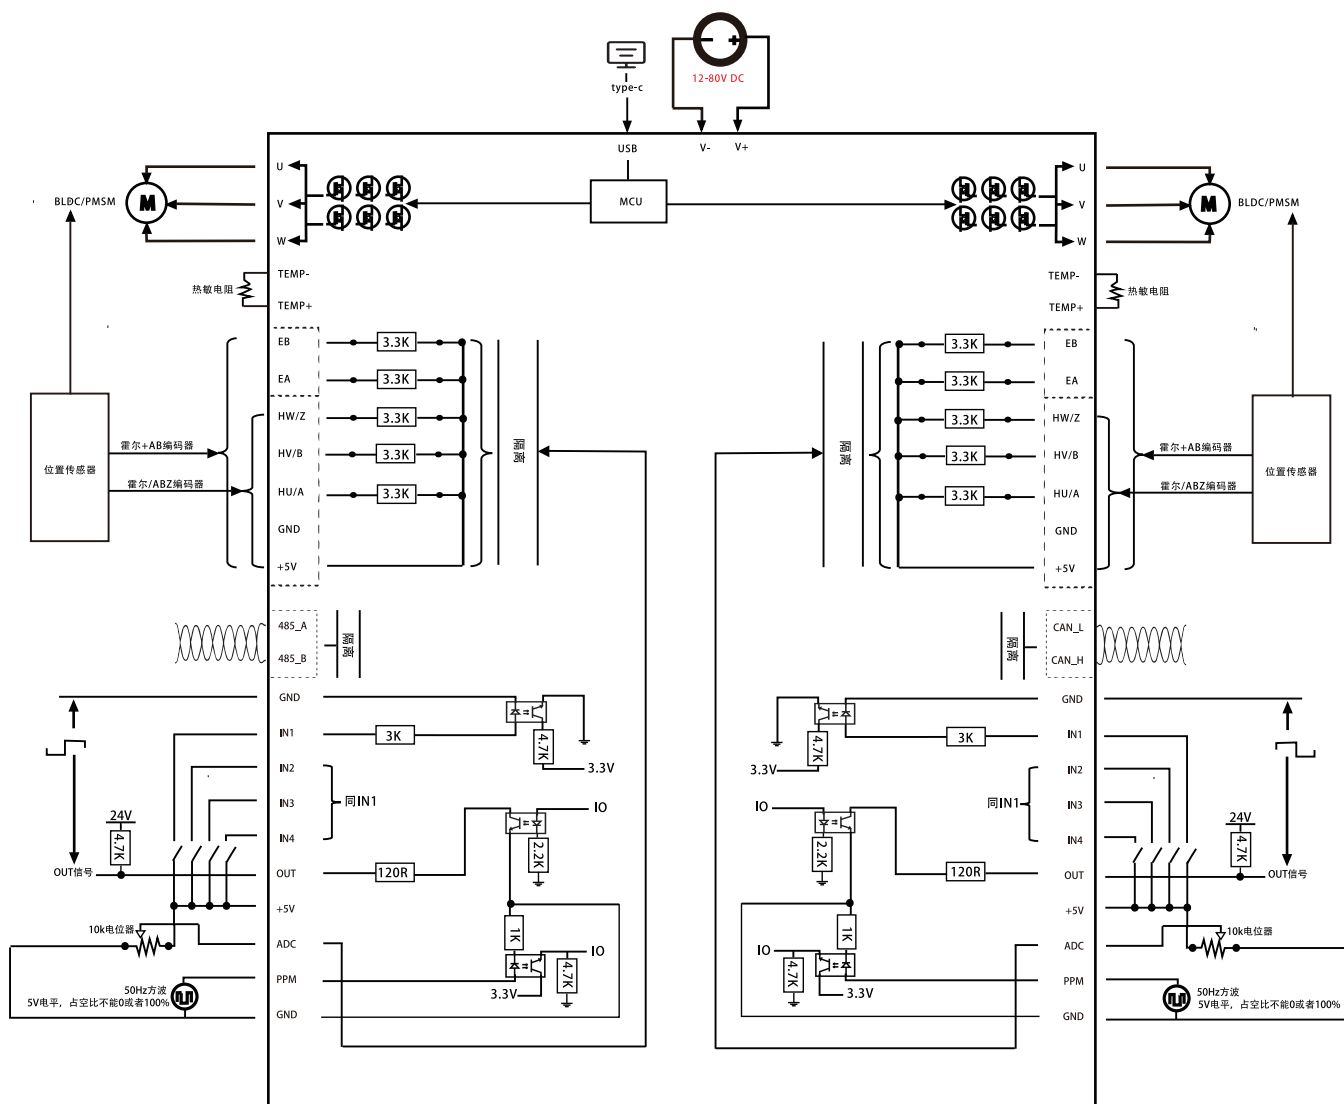 type-c
12-80V DC
USB
V-
V+
MCU
U
V
W
BLDC/PMSM
M
TEMP-
热敏电阻
TEMP+
EB
3.3K
EA
3.3K
HW/Z
3.3K
HV/B
3.3K
HU/A
3.3K
GND
+5V
隔离
霍尔+AB编码器
位置传感器
霍尔/ABZ编码器
485_A
485_B
隔离
GND
IN1
3K
4.7K
3.3V
IN2
IN3
同IN1
IN4
24V
4.7K
OUT信号
OUT
120R
IO
2.2K
+5V
10k电位器
ADC
1K
IO
4.7K
3.3V
PPM
50Hz方波
5V电平，占空比不能0或者100%
GND
U
V
W
M
BLDC/PMSM
TEMP-
热敏电阻
TEMP+
3.3K
EB
3.3K
EA
3.3K
HW/Z
3.3K
HV/B
3.3K
HU/A
GND
+5V
隔离
霍尔+AB编码器
位置传感器
霍尔/ABZ编码器
CAN_L
CAN_H
隔离
GND
3K
IN1
4.7K
3.3V
IN2
同IN1
IN3
IN4
IO
2.2K
24V
4.7K
OUT信号
120R
OUT
+5V
10k电位器
ADC
1K
IO
4.7K
3.3V
PPM
50Hz方波
5V电平，占空比不能0或者100%
GND